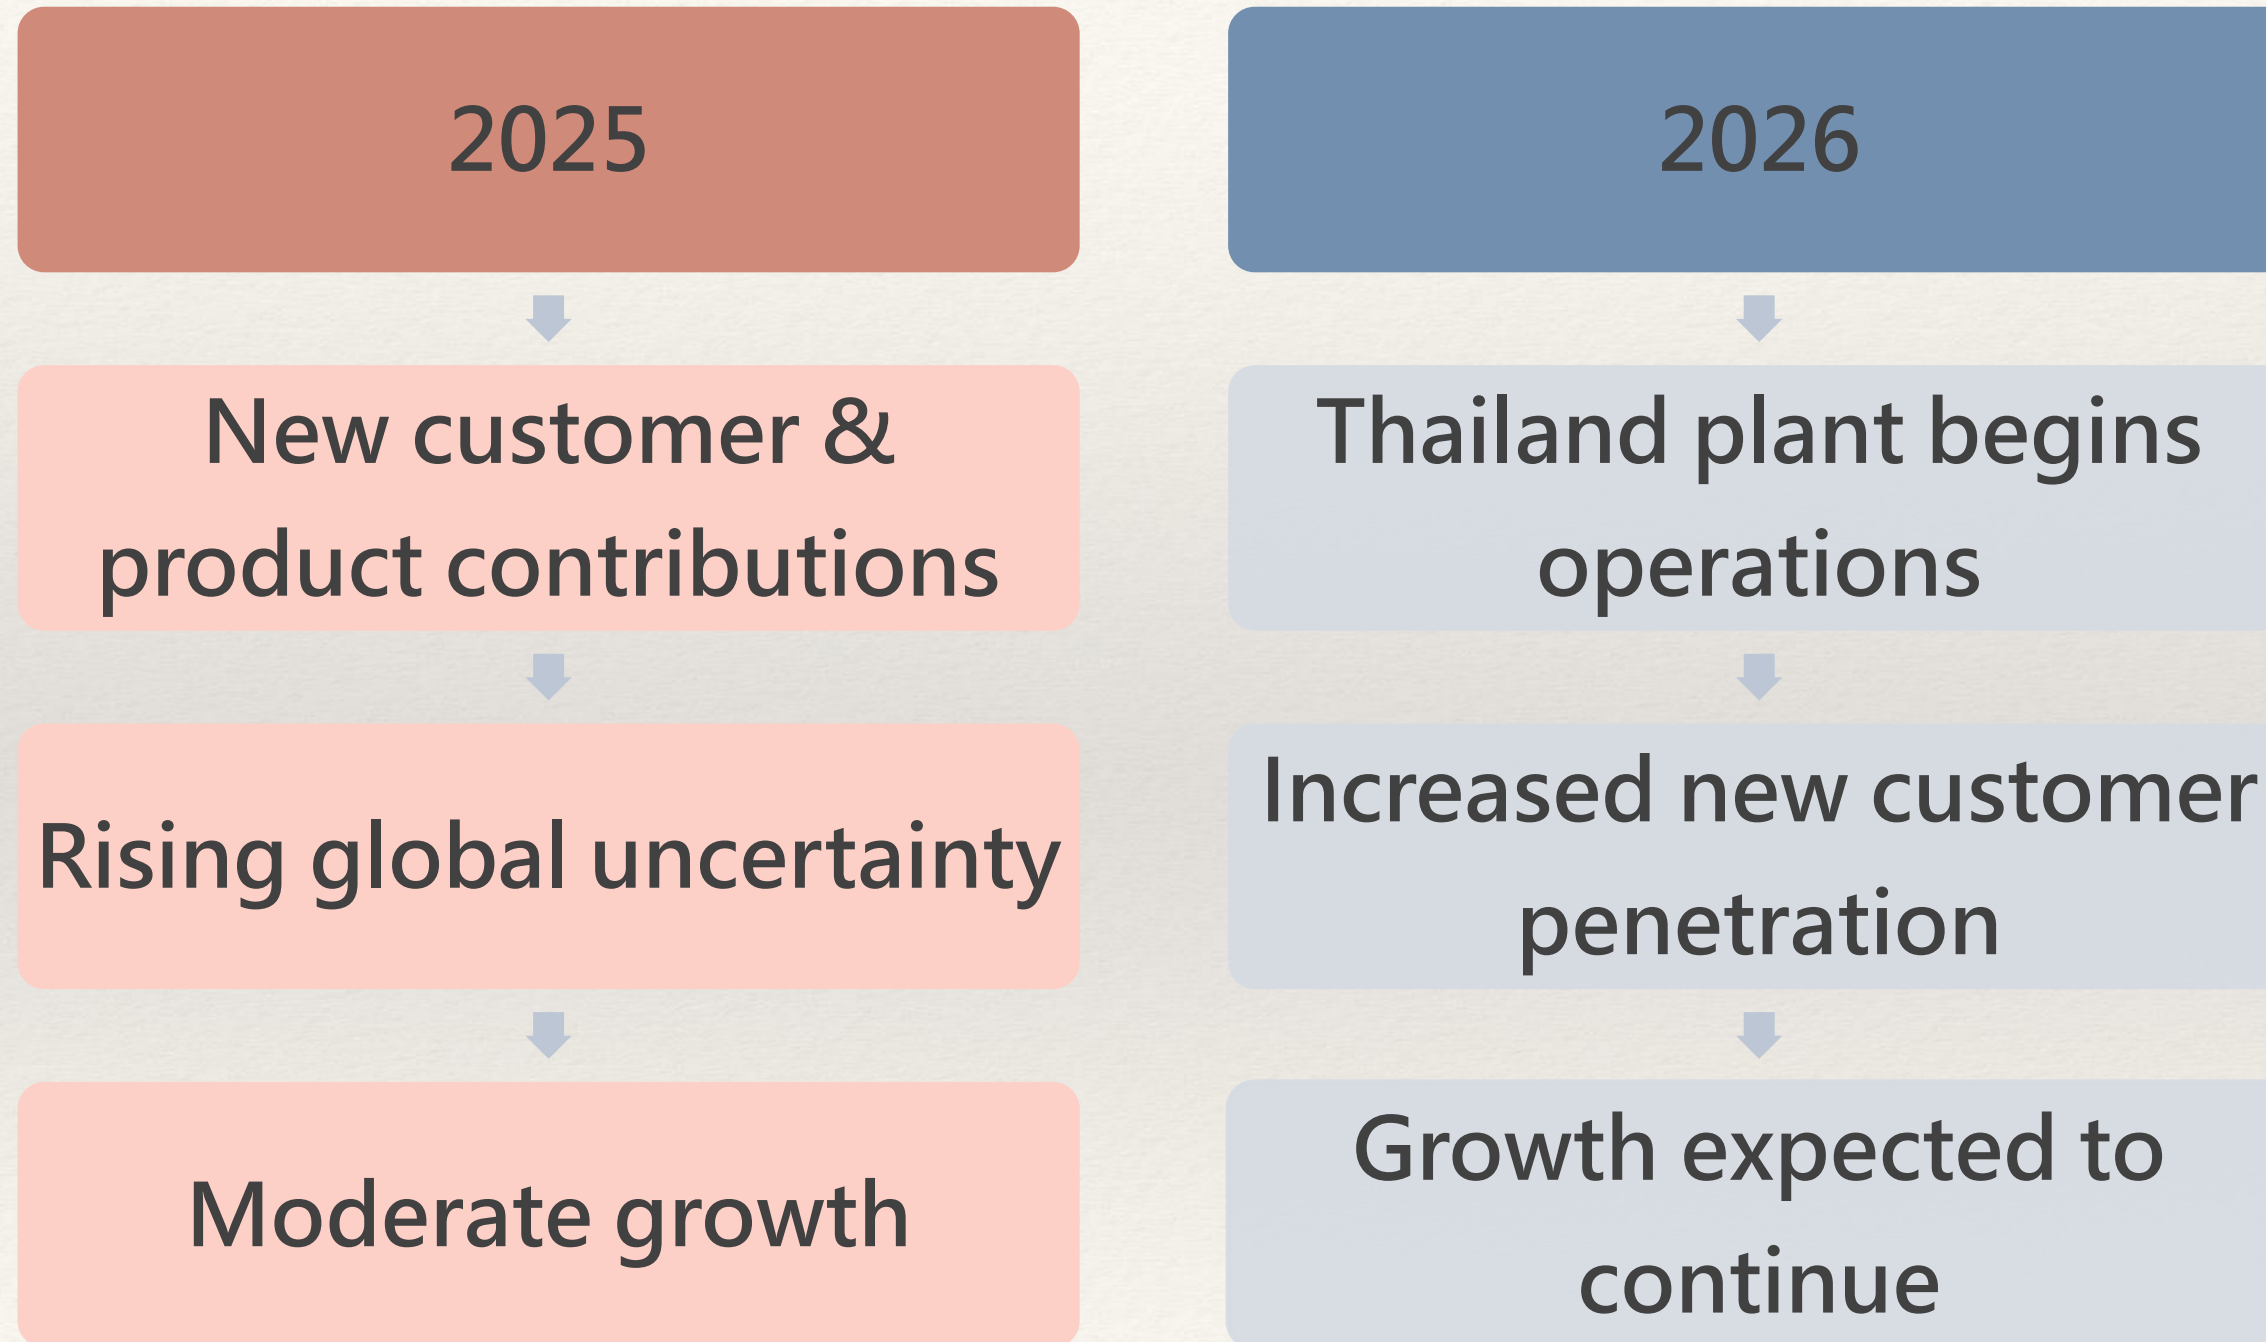 2025
New customer &
product contributions
Rising global uncertainty
Moderate growth
2026
Thailand plant begins
operations
Increased new customer
penetration
Growth expected to
continue